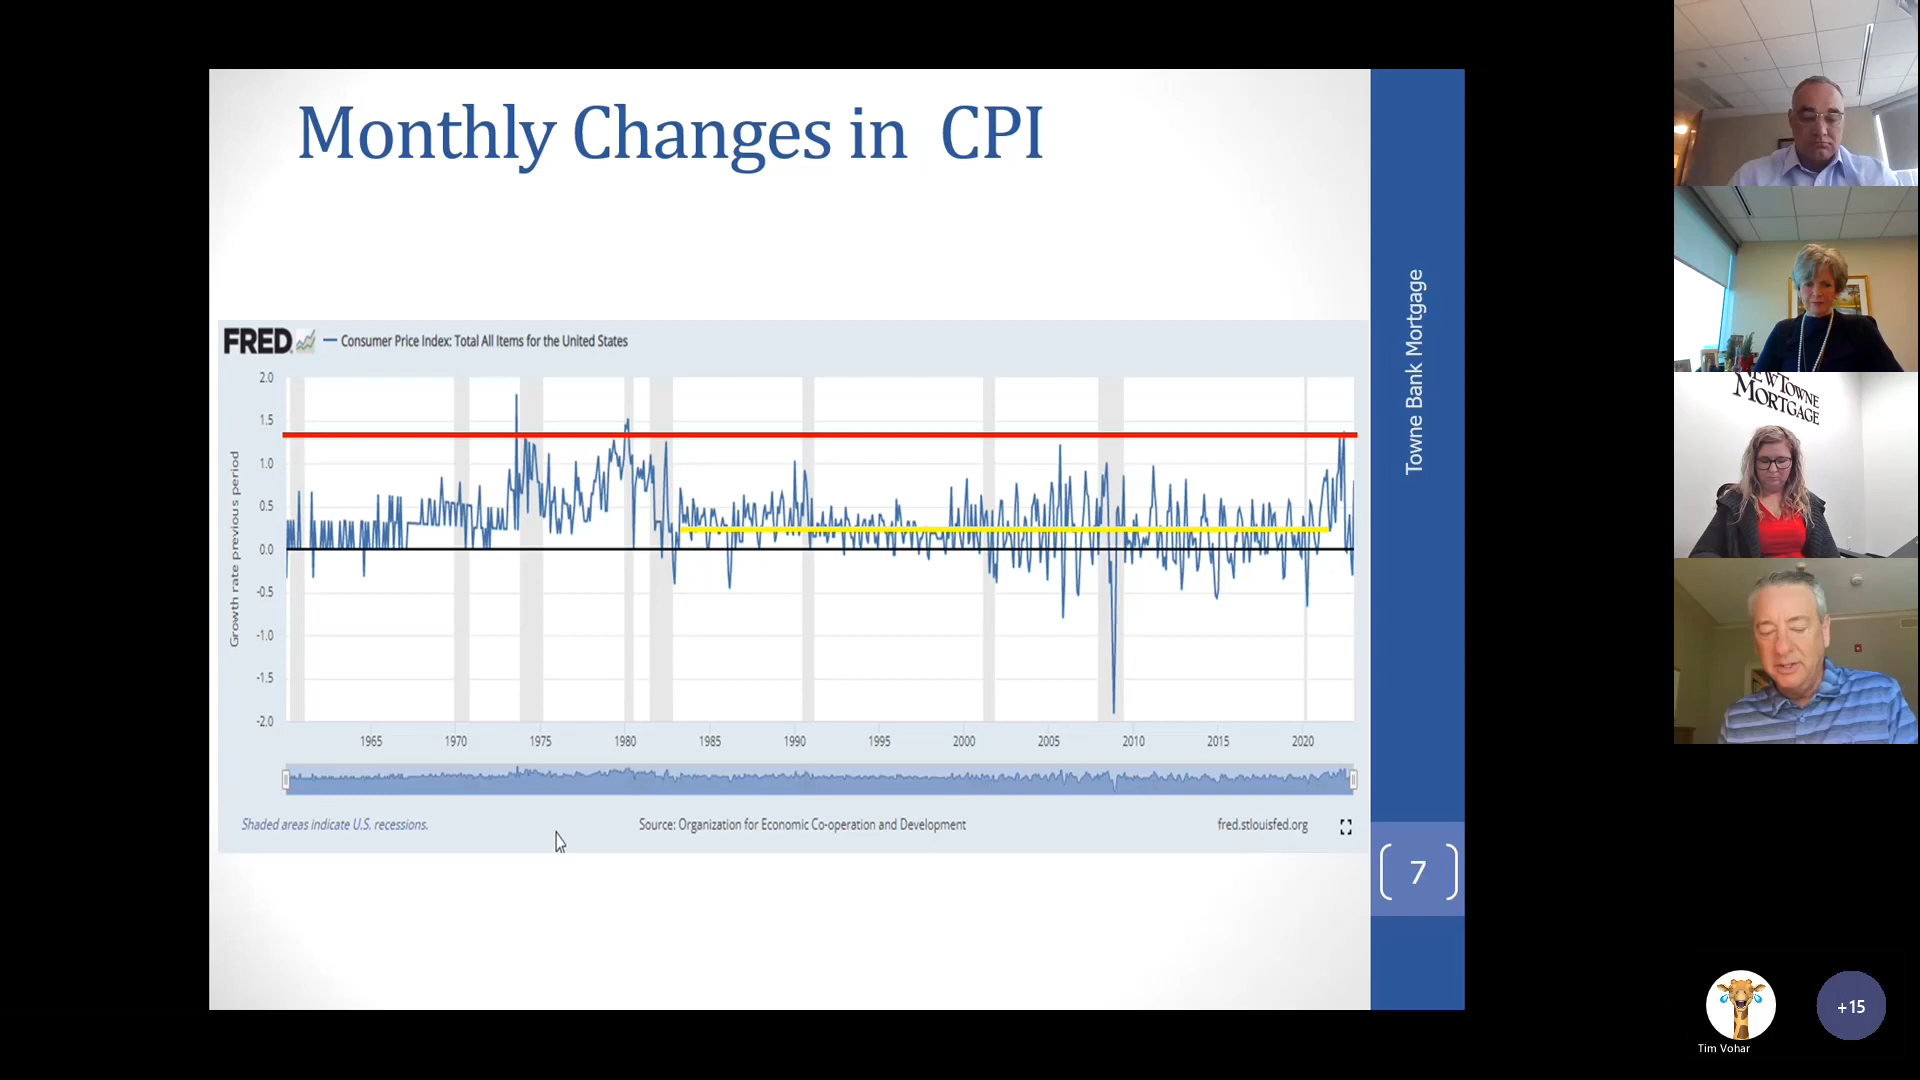 Monthly Changes in CPI
FRED
Consumer Price Index: Total All Items for the United States
Growth rate previous period
2.0
1.5
1.0
0.5
0.0
-0.5
-1.0
-1.5
-2.0
1965 1970 1975 1980 1985 1990 1995 2000 2005 2010 2015 2020
Shaded areas indicate U.S. recessions.
Source: Organization for Economic Co-operation and Development
fred.stlouisfed.org
Towne Bank Mortgage
7
NEW TOWNE
MORTGAGE
Tim Vohar
+15